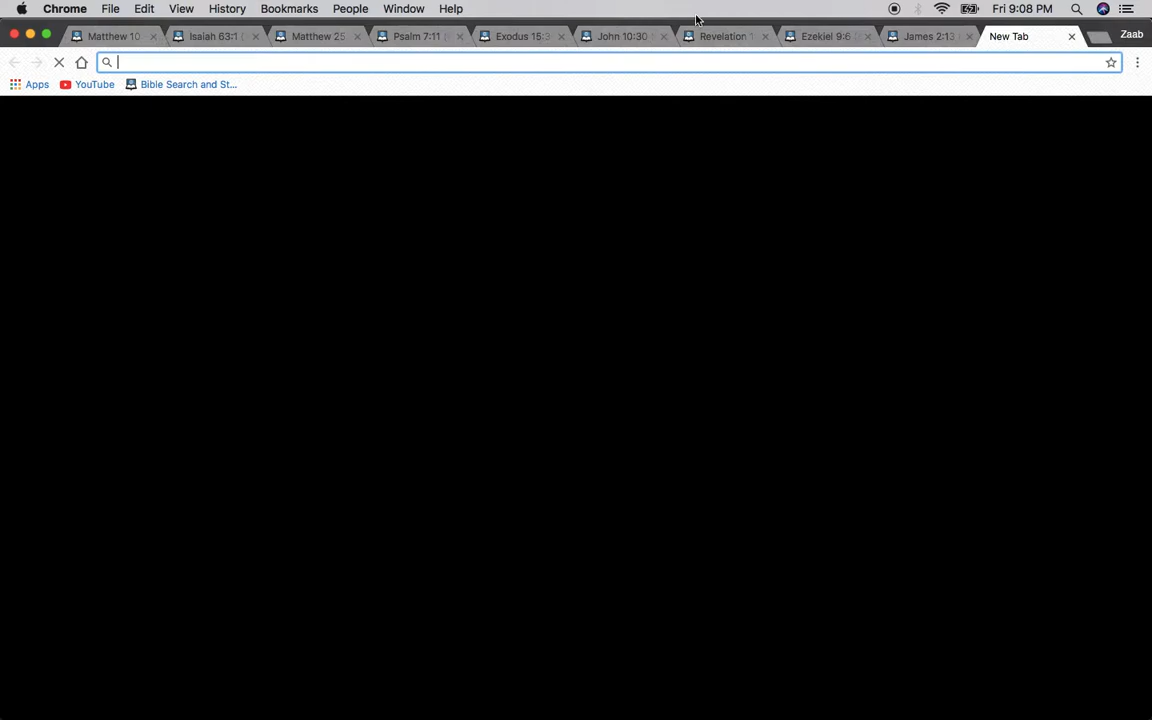 Chrome File Edit View History Bookmarks People Window Help Fri 9:08 PM
Matthew 10 Isaiah 63:1 Matthew 25 Psalm 7:11 Exodus 15:3 John 10:30 Revelation 1 Ezekiel 9:6 James 2:13 New Tab Zaab
Apps YouTube Bible Search and St...